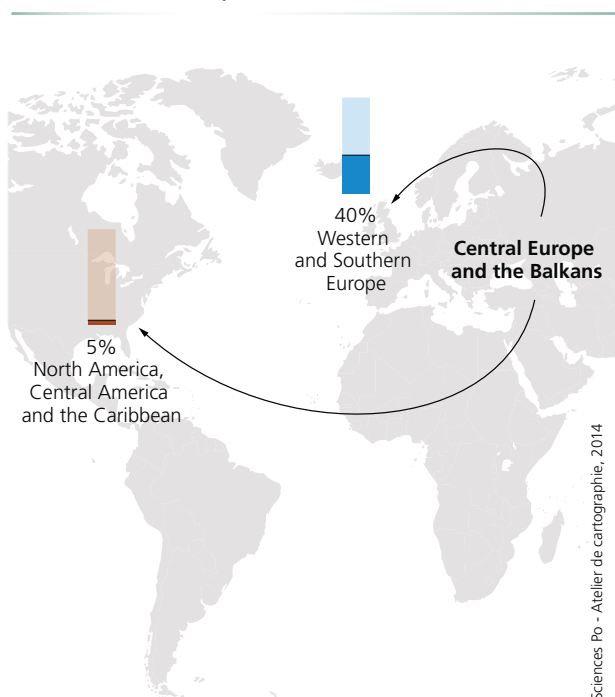 40%
Western
and Southern
Europe
Central Europe
and the Balkans
5%
North America,
Central America
and the Caribbean
Sciences Po - Atelier de cartographie, 2014